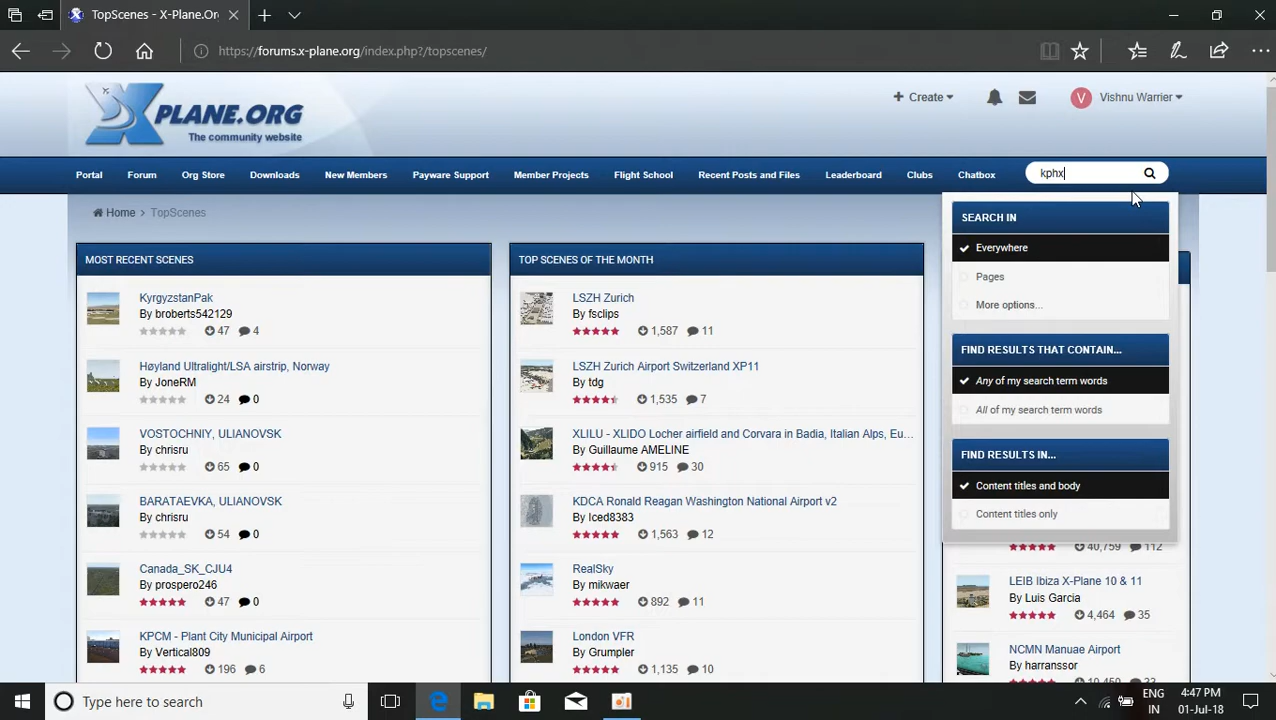 TopScenes - X-Plane.Or
https://forums.x-plane.org/index.php?/topscenes/
X PLANE.ORG
The community website
Create
V Vishnu Warrier
Portal Forum Org Store Downloads New Members Payware Support Member Projects Flight School Recent Posts and Files Leaderboard Clubs Chatbox kphx
Home > TopScenes
SEARCH IN
Everywhere
Pages
More options...
FIND RESULTS THAT CONTAIN...
Any of my search term words
All of my search term words
FIND RESULTS IN...
Content titles and body
Content titles only
MOST RECENT SCENES
KyrgyzstanPak
By broberts542129
47 4
Høyland Ultralight/LSA airstrip, Norway
By JoneRM
24 0
VOSTOCHNIY, ULIANOVSK
By chrisru
65 0
BARATAEVKA, ULIANOVSK
By chrisru
54 0
Canada_SK_CJU4
By prospero246
47 0
KPCM - Plant City Municipal Airport
By Vertical809
196 6
TOP SCENES OF THE MONTH
LSZH Zurich
By fsclips
1,587 11
LSZH Zurich Airport Switzerland XP11
By tdg
1,535 7
XLILU - XLIDO Locher airfield and Corvara in Badia, Italian Alps, Eu...
By Guillaume AMELINE
915 30
KDCA Ronald Reagan Washington National Airport v2
By Iced8383
1,563 12
RealSky
By mikwaer
892 11
London VFR
By Grumpler
1,135 10
40,759 112
LEIB Ibiza X-Plane 10 & 11
By Luis Garcia
4,464 35
NCMN Manuae Airport
By harranssor
10,450 23
Type here to search
ENG
IN
4:47 PM
01-Jul-18